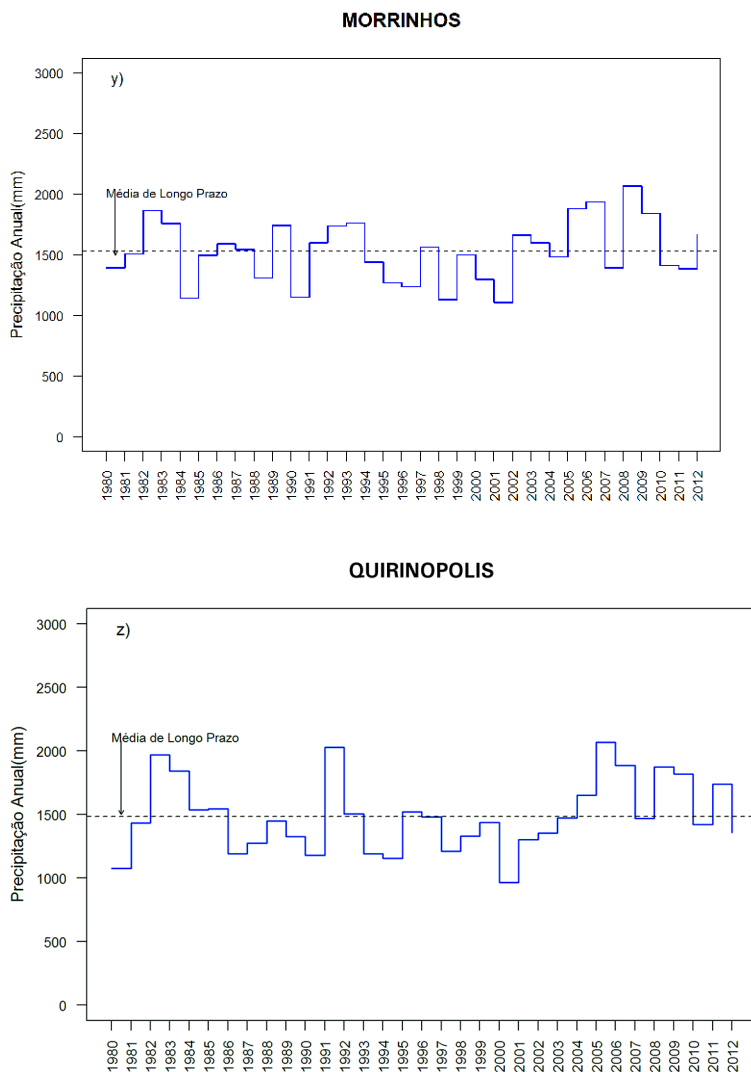 MORRINHOS
y)
3000
2500
2000
1500
1000
500
0
Média de Longo Prazo
Precipitação Anual(mm)
1980 1981 1982 1983 1984 1985 1986 1987 1988 1989 1990 1991 1992 1993 1994 1995 1996 1997 1998 1999 2000 2001 2002 2003 2004 2005 2006 2007 2008 2009 2010 2011 2012
QUIRINOPOLIS
z)
3000
2500
2000
1500
1000
500
0
Média de Longo Prazo
Precipitação Anual(mm)
1980 1981 1982 1983 1984 1985 1986 1987 1988 1989 1990 1991 1992 1993 1994 1995 1996 1997 1998 1999 2000 2001 2002 2003 2004 2005 2006 2007 2008 2009 2010 2011 2012